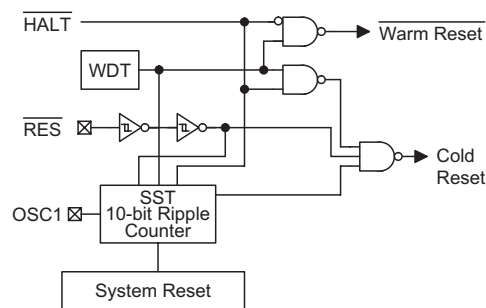 HALT
Warm Reset
WDT
RES
Cold
Reset
SST
10-bit Ripple
Counter
OSC1
System Reset